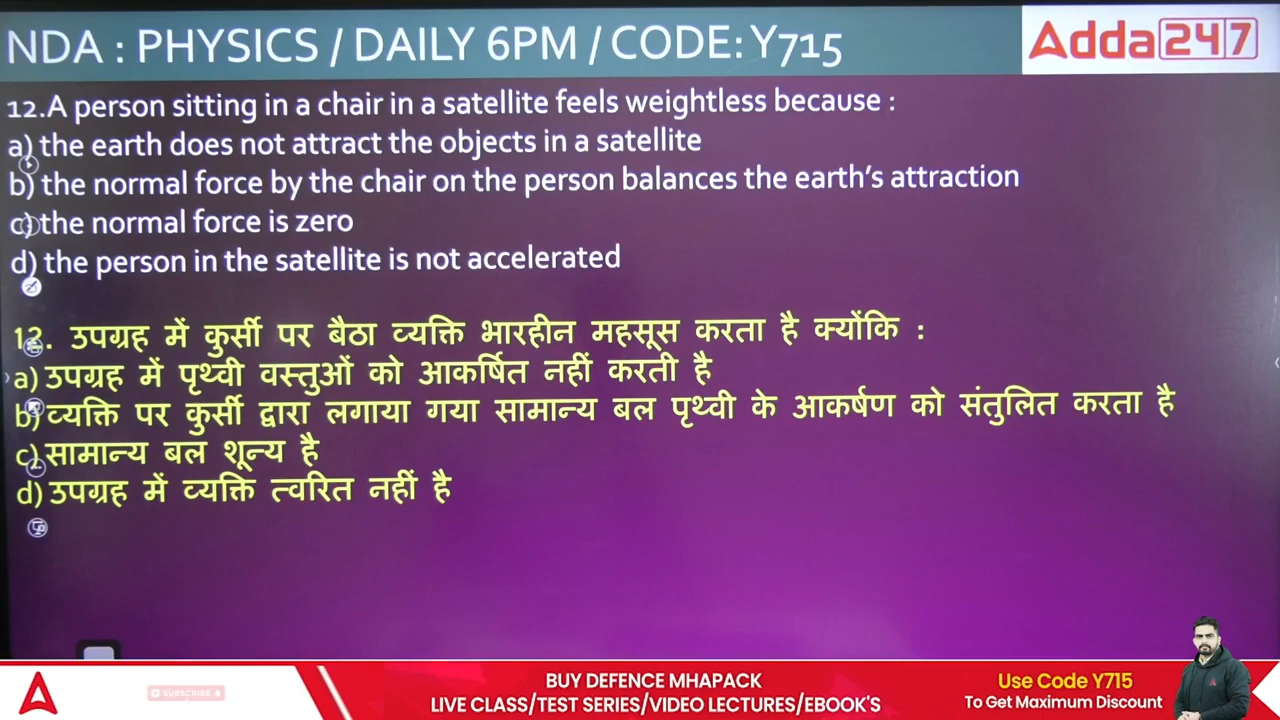 NDA : PHYSICS / DAILY 6PM / CODE: Y715
Adda 247
12.A person sitting in a chair in a satellite feels weightless because :
a) the earth does not attract the objects in a satellite
b) the normal force by the chair on the person balances the earth's attraction
c) the normal force is zero
d) the person in the satellite is not accelerated
12. उपग्रह में कुर्सी पर बैठा व्यक्ति भारहीन महसूस करता है क्योंकि :
a) उपग्रह में पृथ्वी वस्तुओं को आकर्षित नहीं करती है
b) व्यक्ति पर कुर्सी द्वारा लगाया गया सामान्य बल पृथ्वी के आकर्षण को संतुलित करता है
c) सामान्य बल शून्य है
d) उपग्रह में व्यक्ति त्वरित नहीं है
SUBSCRIBE
BUY DEFENCE MHAPACK
LIVE CLASS/TEST SERIES/VIDEO LECTURES/EBOOK'S
Use Code Y715
To Get Maximum Discount